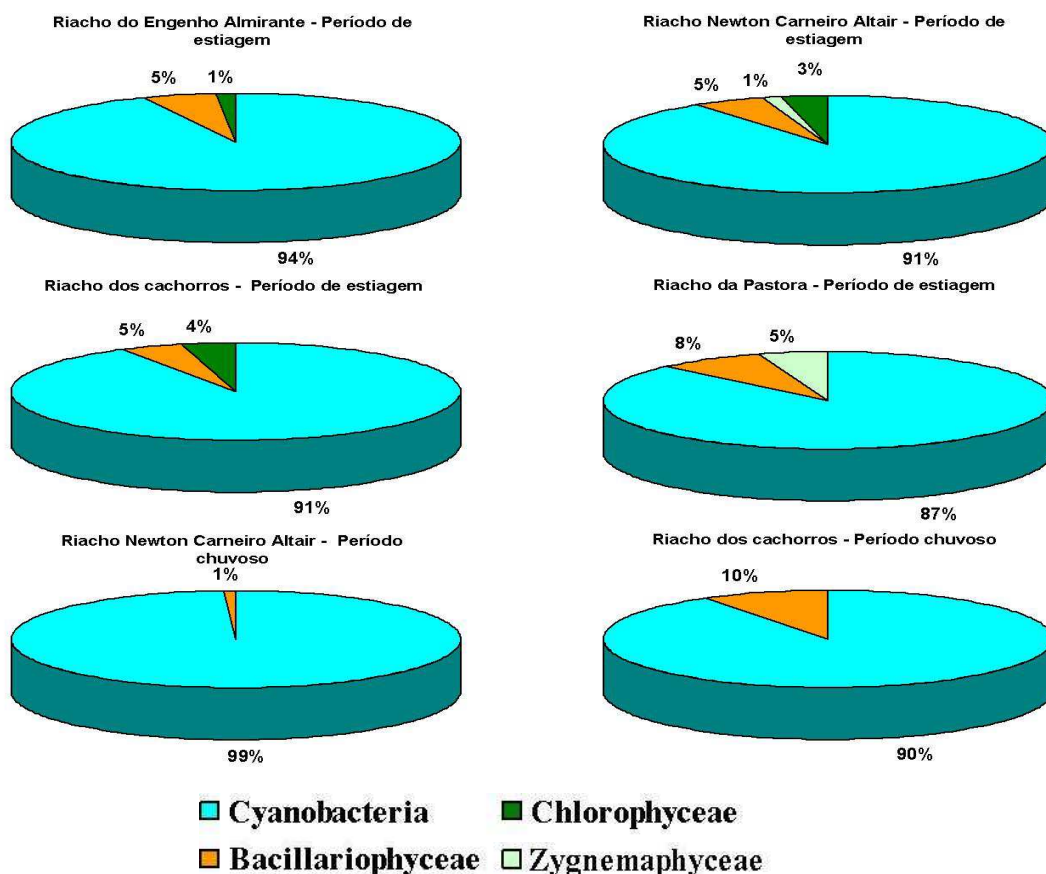 Riacho do Engenho Almirante - Período de
estiagem
5%
1%
94%
Riacho Newton Carneiro Altair - Período de
estiagem
5%
1%
3%
91%
Riacho dos cachorros - Período de estiagem
5%
4%
91%
Riacho da Pastora - Período de estiagem
8%
5%
87%
Riacho Newton Carneiro Altair - Período
chuvoso
1%
99%
Riacho dos cachorros - Período chuvoso
10%
90%
Cyanobacteria
Chlorophyceae
Bacillariophyceae
Zygnemaphyceae